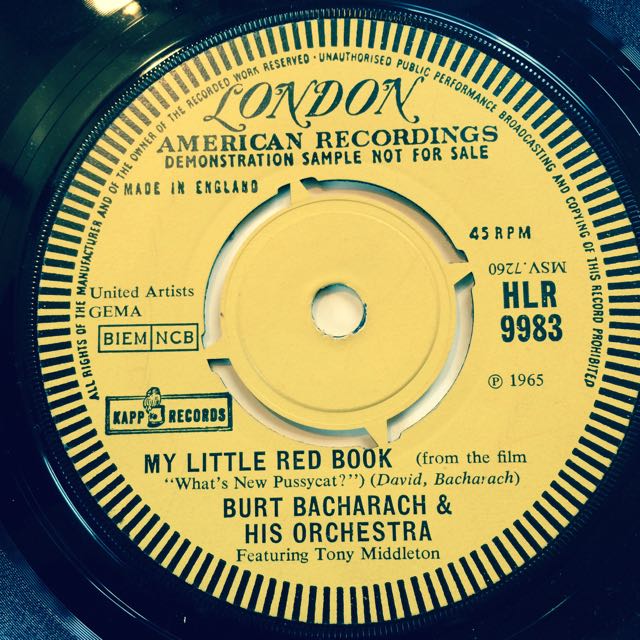 ALL RIGHTS OF THE MANUFACTURER AND OF THE OWNER OF THE RECORDED WORK RESERVED · UNAUTHORISED PUBLIC PERFORMANCE BROADCASTING AND COPYING OF THIS RECORD PROHIBITED
LONDON
AMERICAN RECORDINGS
DEMONSTRATION SAMPLE NOT FOR SALE
MADE IN ENGLAND
45 RPM
MSV.7260
United Artists
GEMA
HLR
9983
BIEM NCB
℗ 1965
KAPP RECORDS
MY LITTLE RED BOOK (from the film
“What's New Pussycat?”) (David, Bacharach)
BURT BACHARACH &
HIS ORCHESTRA
Featuring Tony Middleton